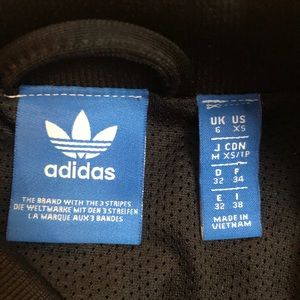 adidas
THE BRAND WITH THE 3 STRIPES
DIE WELTMARKE MIT DEN 3 STREIFEN
LA MARQUE AUX 3 BANDES
UK US
6 XS
J CDN
M XS/TP
D F
32 34
E I
32 38
MADE IN
VIETNAM